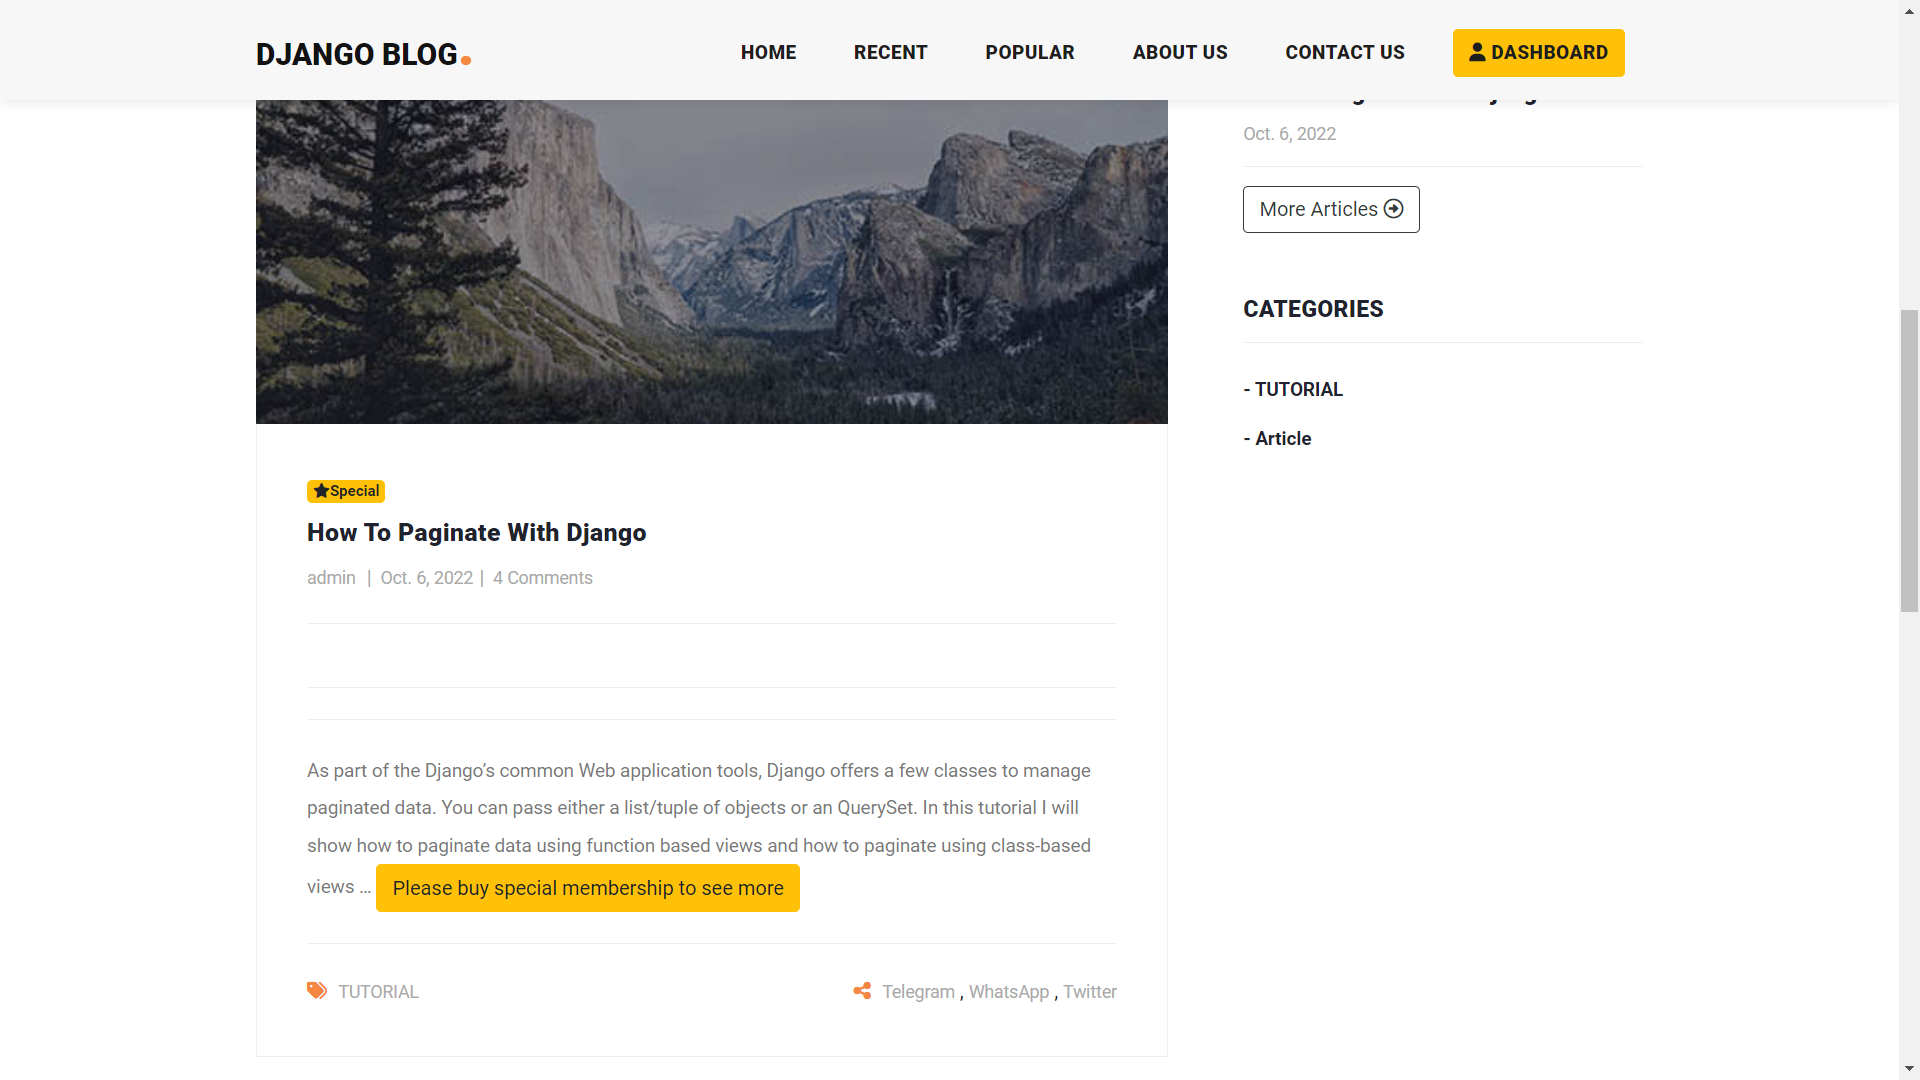 DJANGO BLOG.
HOME
RECENT
POPULAR
ABOUT US
CONTACT US
DASHBOARD
Special
How To Paginate With Django
admin | Oct. 6, 2022 | 4 Comments
As part of the Django’s common Web application tools, Django offers a few classes to manage
paginated data. You can pass either a list/tuple of objects or an QuerySet. In this tutorial I will
show how to paginate data using function based views and how to paginate using class-based
views ... Please buy special membership to see more
TUTORIAL
Telegram , WhatsApp , Twitter
Oct. 6, 2022
More Articles
CATEGORIES
- TUTORIAL
- Article